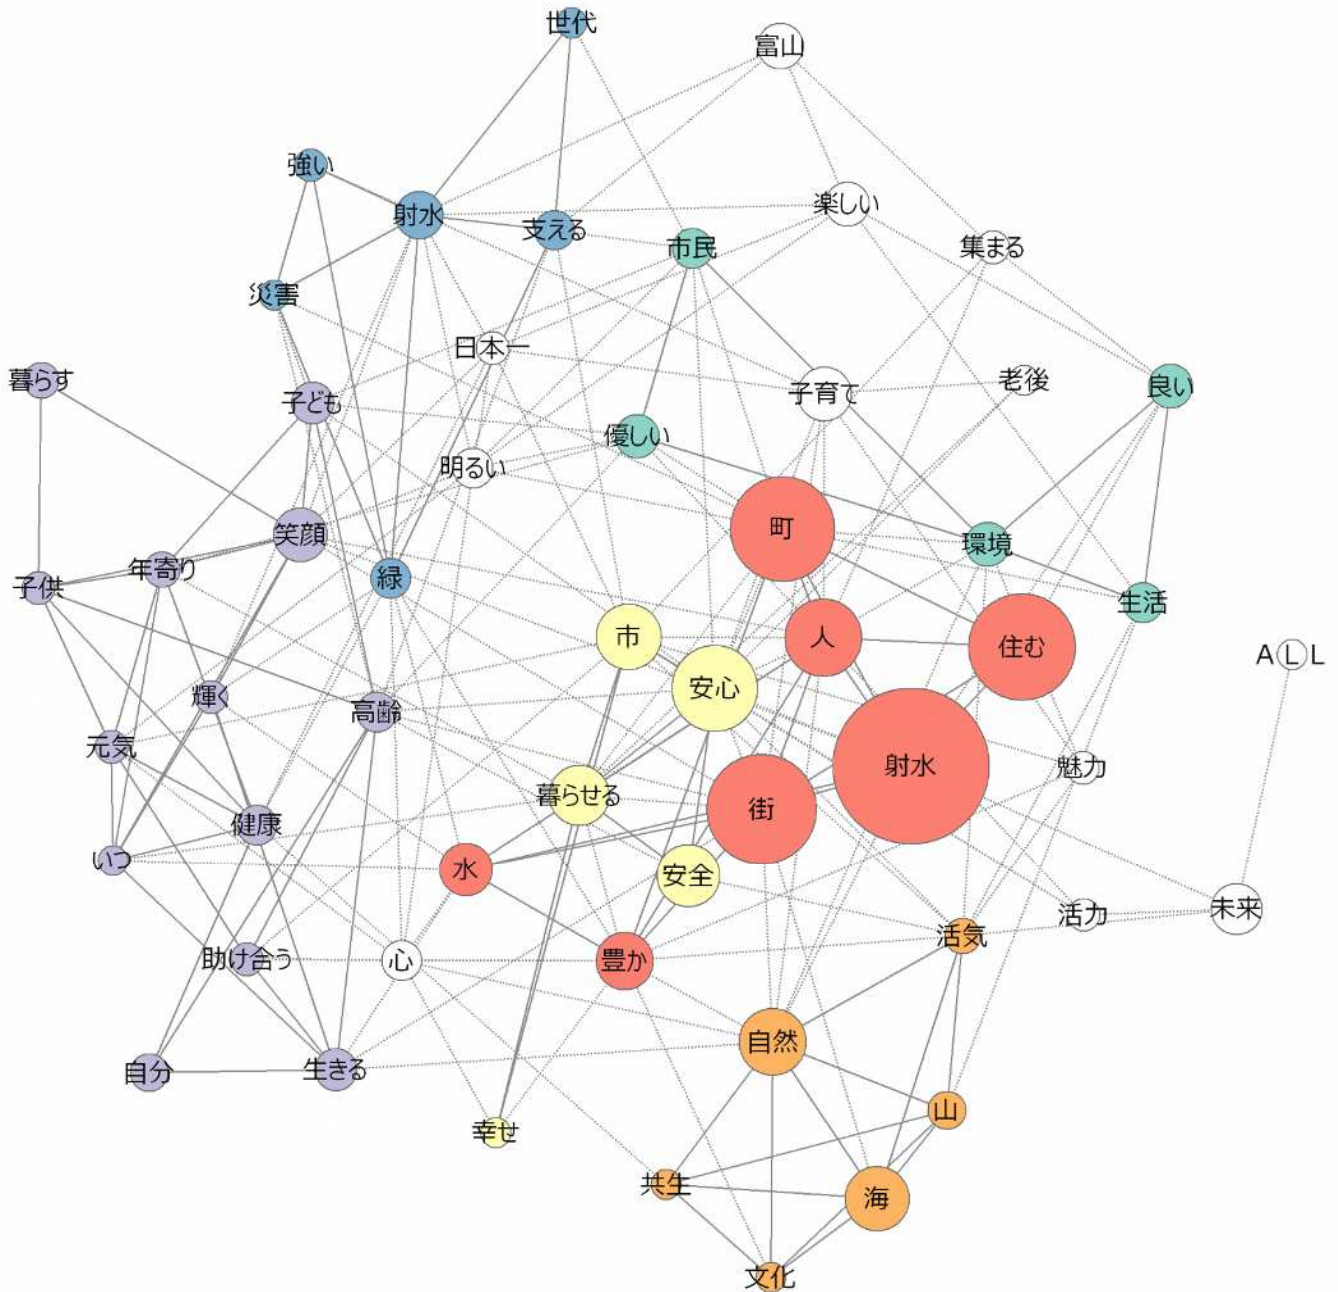 世代
富山
強い
射水
楽しい
支える
市民
集まる
災害
日本一
暮らす
子ども
子育て
老後
良い
優しい
明るい
町
笑顔
環境
年寄り
緑
子供
生活
市
人
住む
ALL
安心
輝く
高齢
元気
射水
魅力
暮らせる
街
健康
いつ
水
安全
未来
活力
活気
助け合う
心
豊か
自然
自分
生きる
山
幸せ
共生
海
文化